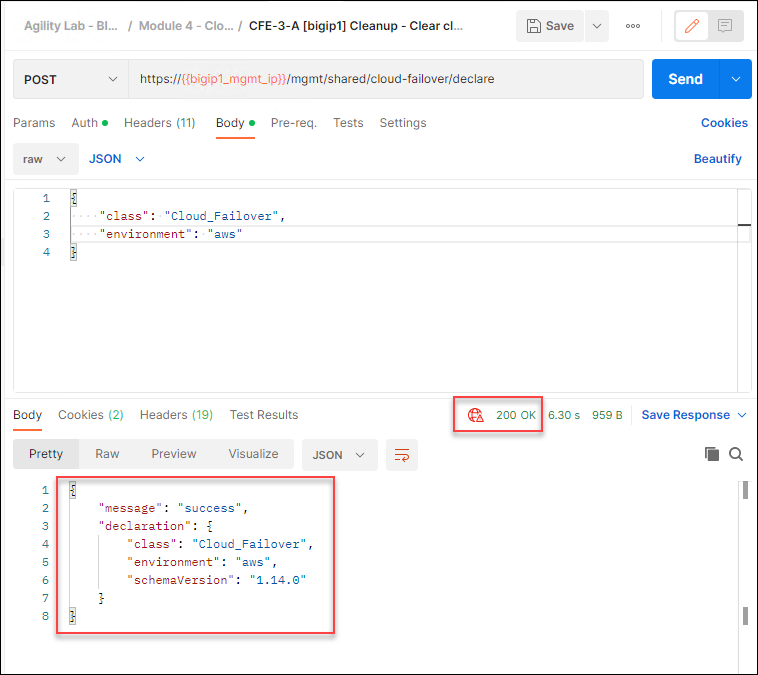 Agility Lab - BI... / Module 4 - Clo... / CFE-3-A [bigip1] Cleanup - Clear cl... Save
POST https://{{bigip1_mgmt_ip}}/mgmt/shared/cloud-failover/declare Send
Params Auth Headers (11) Body Pre-req. Tests Settings Cookies
raw JSON Beautify
1 {
2 "class": "Cloud_Failover",
3 "environment": "aws"
4 }
Body Cookies (2) Headers (19) Test Results 200 OK 6.30 s 959 B Save Response
Pretty Raw Preview Visualize JSON
1 {
2 "message": "success",
3 "declaration": {
4 "class": "Cloud_Failover",
5 "environment": "aws",
6 "schemaVersion": "1.14.0"
7 }
8 }